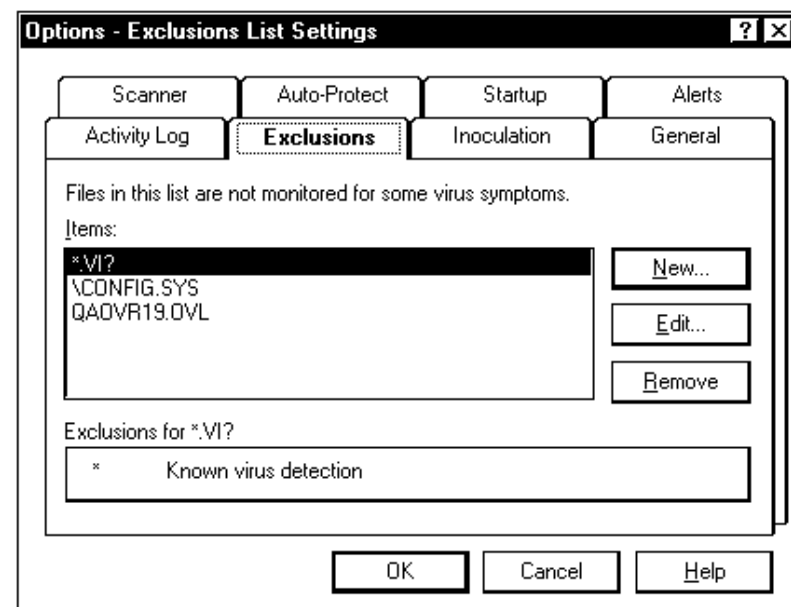 Options - Exclusions List Settings
Scanner
Auto-Protect
Startup
Alerts
Activity Log
Exclusions
Inoculation
General
Files in this list are not monitored for some virus symptoms.
Items:
*.VI?
\CONFIG.SYS
QAOVR19.OVL
New...
Edit...
Remove
Exclusions for *.VI?
* Known virus detection
OK
Cancel
Help